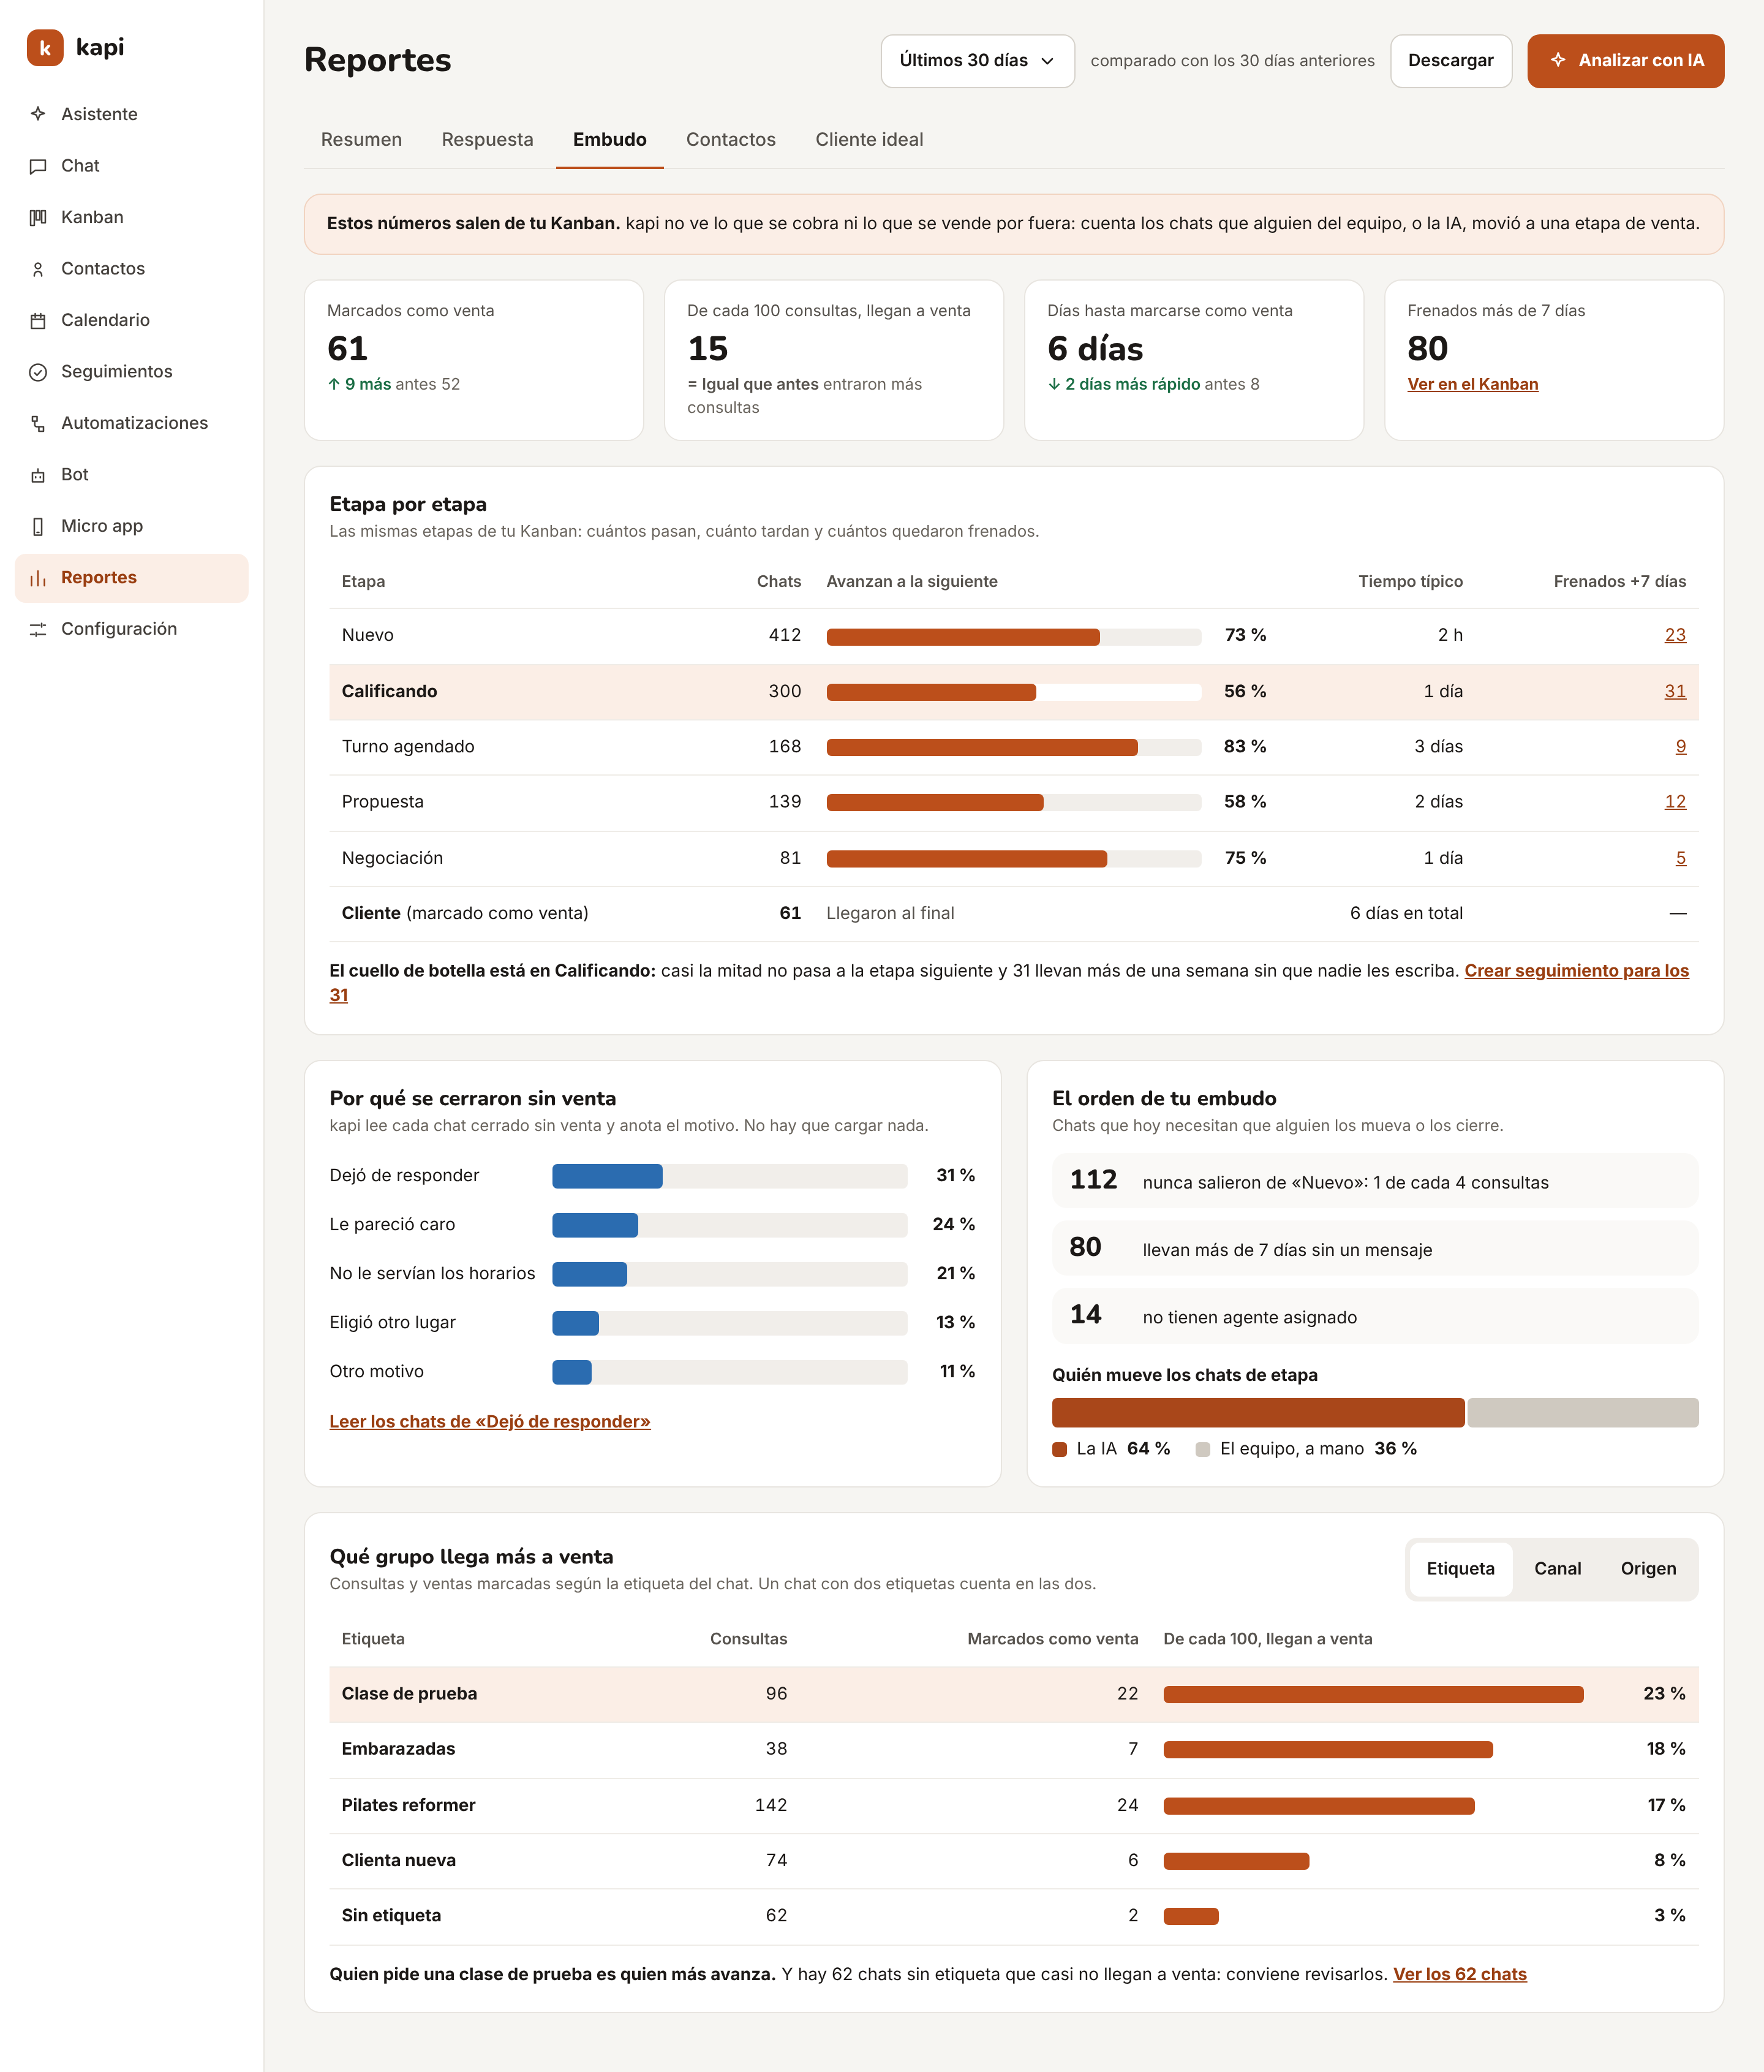 k kapi
Asistente
Chat
Kanban
Contactos
Calendario
Seguimientos
Automatizaciones
Bot
Micro app
Reportes
Configuración
Reportes
Últimos 30 días
comparado con los 30 días anteriores
Descargar
Analizar con IA
Resumen Respuesta Embudo Contactos Cliente ideal
Estos números salen de tu Kanban. kapi no ve lo que se cobra ni lo que se vende por fuera: cuenta los chats que alguien del equipo, o la IA, movió a una etapa de venta.
Marcados como venta
61
↑ 9 más antes 52
De cada 100 consultas, llegan a venta
15
= Igual que antes entraron más
consultas
Días hasta marcarse como venta
6 días
↓ 2 días más rápido antes 8
Frenados más de 7 días
80
Ver en el Kanban
Etapa por etapa
Las mismas etapas de tu Kanban: cuántos pasan, cuánto tardan y cuántos quedaron frenados.
Etapa Chats Avanzan a la siguiente Tiempo típico Frenados +7 días
Nuevo 412 73 % 2 h 23
Calificando 300 56 % 1 día 31
Turno agendado 168 83 % 3 días 9
Propuesta 139 58 % 2 días 12
Negociación 81 75 % 1 día 5
Cliente (marcado como venta) 61 Llegaron al final 6 días en total —
El cuello de botella está en Calificando: casi la mitad no pasa a la etapa siguiente y 31 llevan más de una semana sin que nadie les escriba. Crear seguimiento para los
31
Por qué se cerraron sin venta
kapi lee cada chat cerrado sin venta y anota el motivo. No hay que cargar nada.
Dejó de responder 31 %
Le pareció caro 24 %
No le servían los horarios 21 %
Eligió otro lugar 13 %
Otro motivo 11 %
Leer los chats de «Dejó de responder»
El orden de tu embudo
Chats que hoy necesitan que alguien los mueva o los cierre.
112 nunca salieron de «Nuevo»: 1 de cada 4 consultas
80 llevan más de 7 días sin un mensaje
14 no tienen agente asignado
Quién mueve los chats de etapa
La IA 64 % El equipo, a mano 36 %
Qué grupo llega más a venta
Consultas y ventas marcadas según la etiqueta del chat. Un chat con dos etiquetas cuenta en las dos.
Etiqueta Canal Origen
Etiqueta Consultas Marcados como venta De cada 100, llegan a venta
Clase de prueba 96 22 23 %
Embarazadas 38 7 18 %
Pilates reformer 142 24 17 %
Clienta nueva 74 6 8 %
Sin etiqueta 62 2 3 %
Quien pide una clase de prueba es quien más avanza. Y hay 62 chats sin etiqueta que casi no llegan a venta: conviene revisarlos. Ver los 62 chats